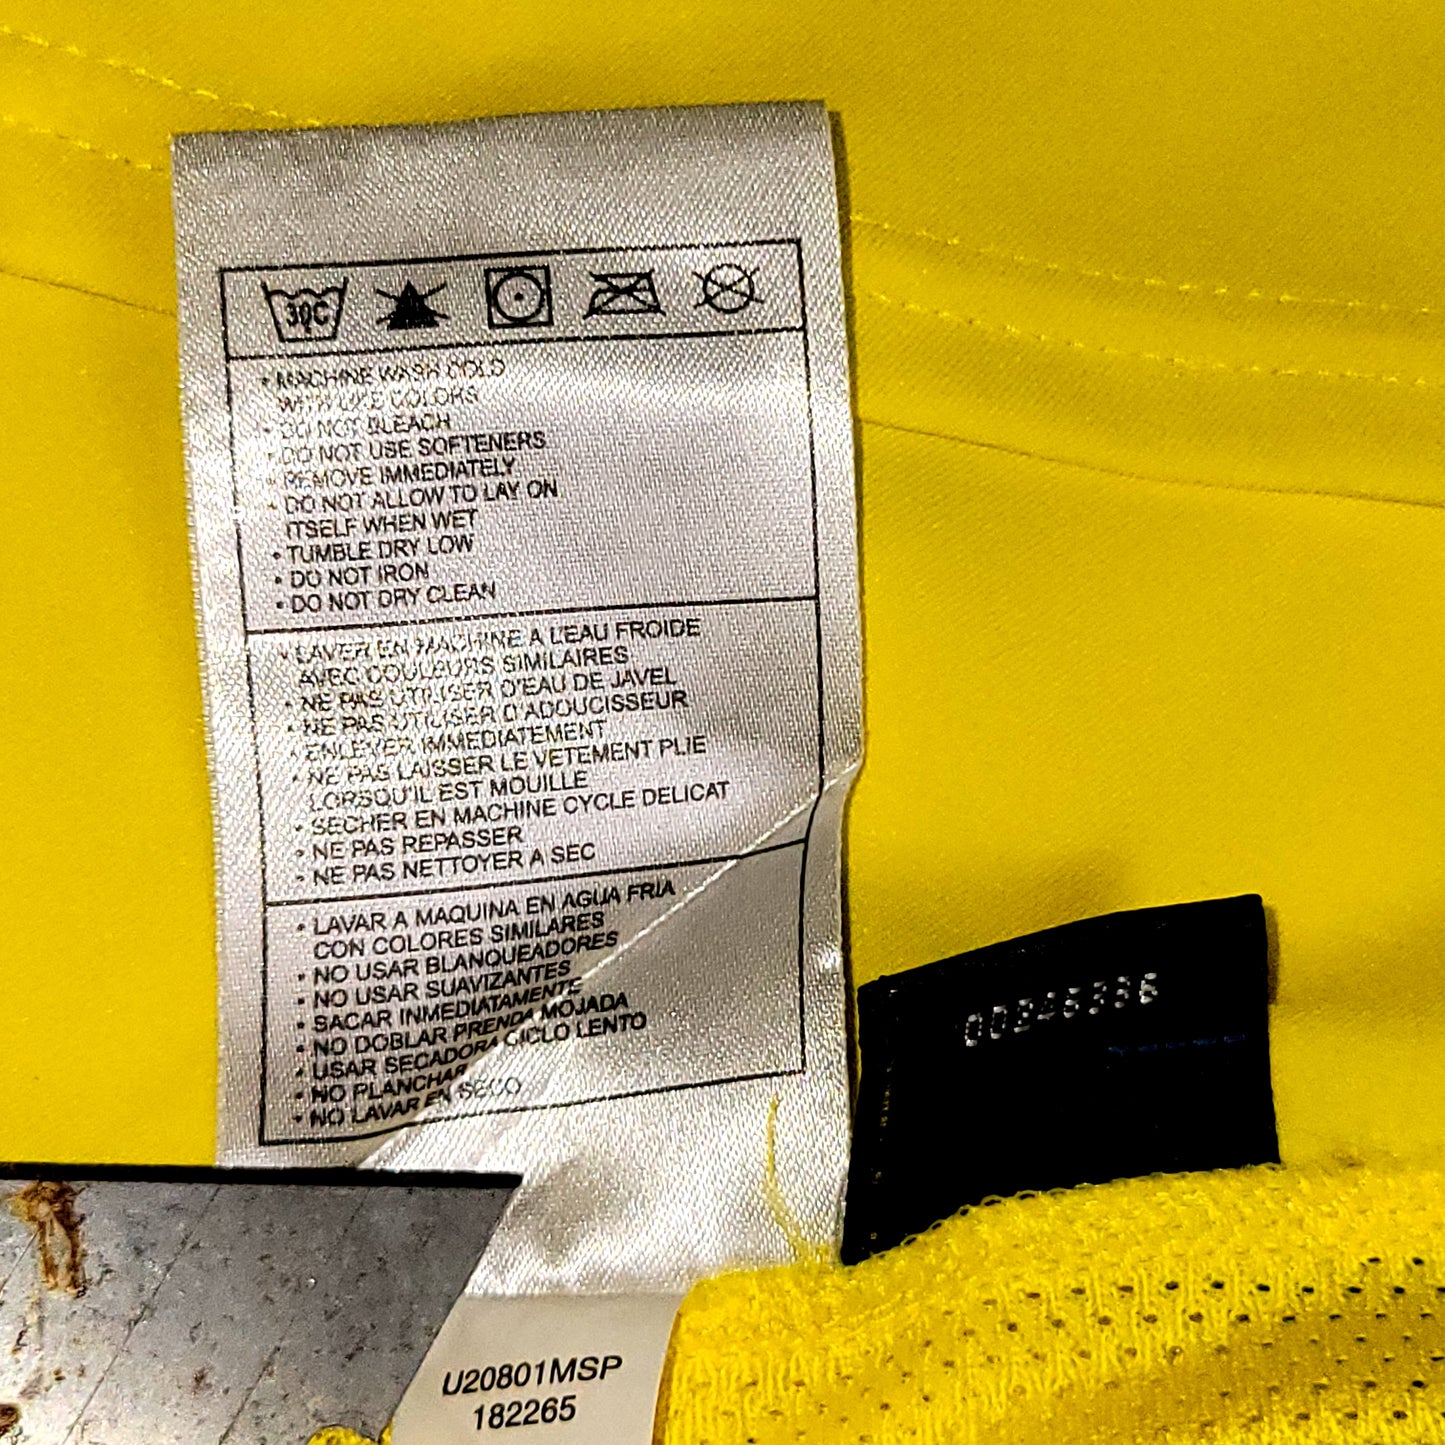 30C
• MACHINE WASH COLD
WITH LIKE COLORS
• DO NOT BLEACH
• DO NOT USE SOFTENERS
• REMOVE IMMEDIATELY
• DO NOT ALLOW TO LAY ON
ITSELF WHEN WET
• TUMBLE DRY LOW
• DO NOT IRON
• DO NOT DRY CLEAN
• LAVER EN MACHINE A L'EAU FROIDE
AVEC COULEURS SIMILAIRES
• NE PAS UTILISER D'EAU DE JAVEL
• NE PAS UTILISER D'ADOUCISSEUR
• ENLEVER IMMEDIATEMENT
• NE PAS LAISSER LE VETEMENT PLIE
LORSQU'IL EST MOUILLE
• SECHER EN MACHINE CYCLE DELICAT
• NE PAS REPASSER
• NE PAS NETTOYER A SEC
• LAVAR A MAQUINA EN AGUA FRIA
CON COLORES SIMILARES
• NO USAR BLANQUEADORES
• NO USAR SUAVIZANTES
• SACAR INMEDIATAMENTE
• NO DOBLAR PRENDA MOJADA
• USAR SECADORA CICLO LENTO
• NO PLANCHAR
• NO LAVAR EN SECO
U20801MSP
182265